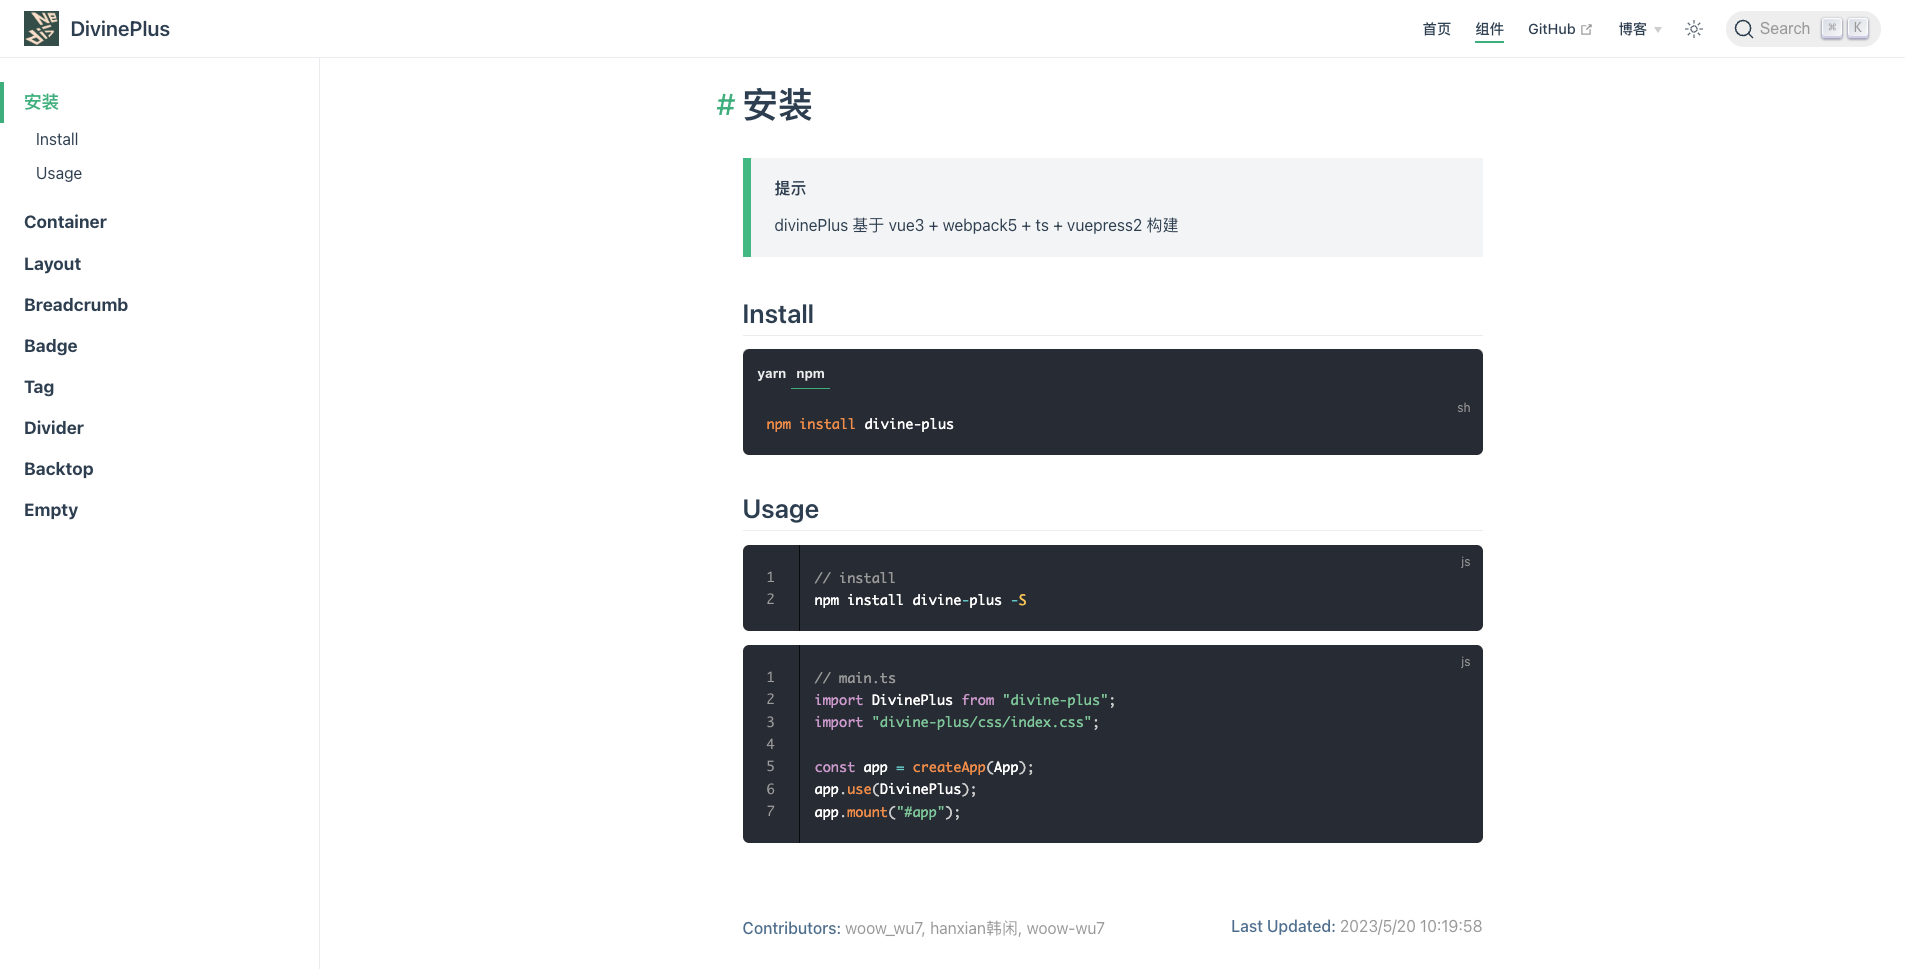 DivinePlus
首页 组件 GitHub 博客 Search ⌘ K
安装
Install
Usage
Container
Layout
Breadcrumb
Badge
Tag
Divider
Backtop
Empty
# 安装
提示
divinePlus 基于 vue3 + webpack5 + ts + vuepress2 构建
Install
yarn npm
sh
npm install divine-plus
Usage
js
1 // install
2 npm install divine-plus -S
js
1 // main.ts
2 import DivinePlus from "divine-plus";
3 import "divine-plus/css/index.css";
4
5 const app = createApp(App);
6 app.use(DivinePlus);
7 app.mount("#app");
Contributors: woow_wu7, hanxian韩闲, woow-wu7
Last Updated: 2023/5/20 10:19:58